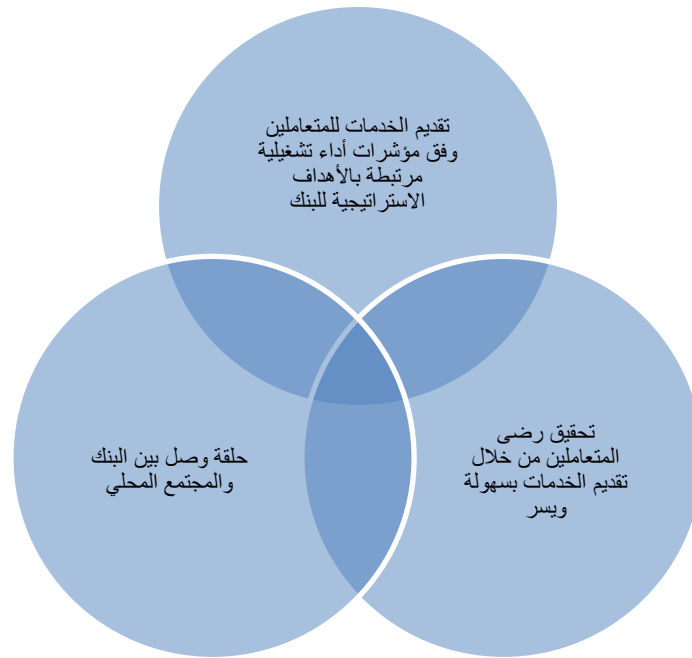 تقديم الخدمات للمتعاملين
وفق مؤشرات أداء تشغيلية
مرتبطة بالأهداف
الاستراتيجية للبنك
تحقيق رضى
المتعاملين من خلال
تقديم الخدمات بسهولة
ويسر
حلقة وصل بين البنك
والمجتمع المحلي